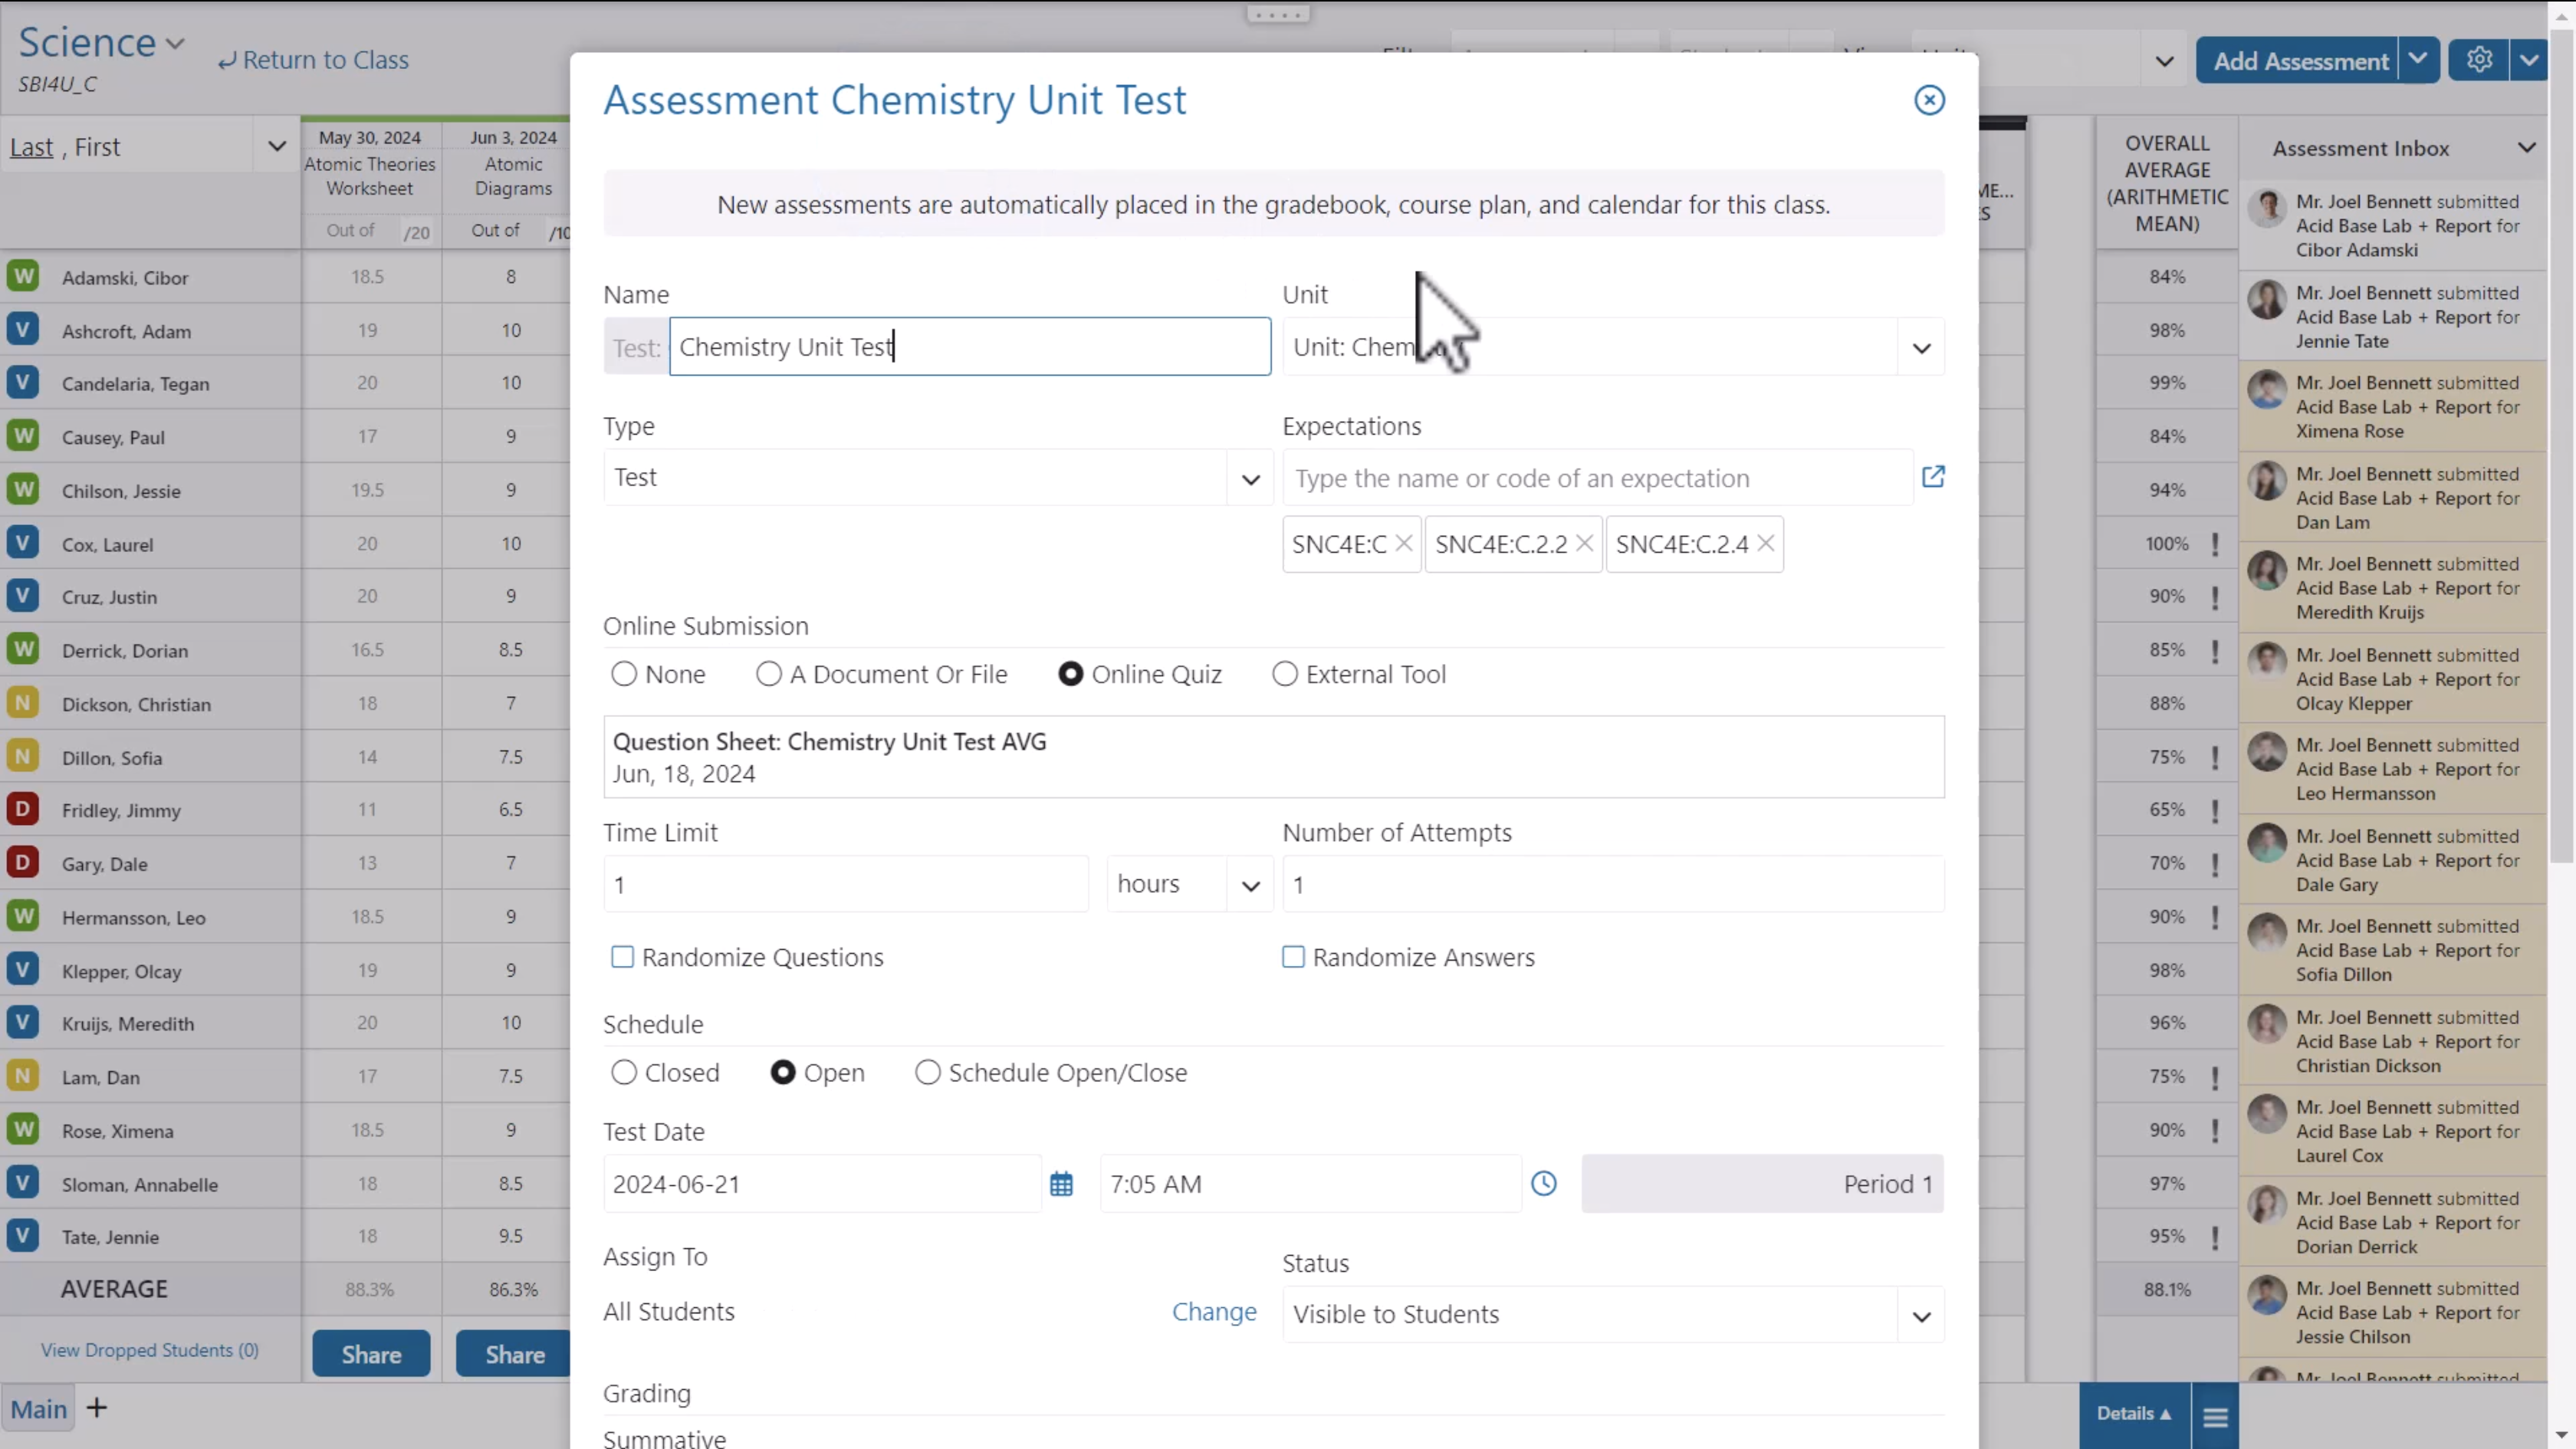 Science
SBI4U_C
Return to Class
Add Assessment
Last , First
May 30, 2024
Atomic Theories
Worksheet
Out of /20
Jun 3, 2024
Atomic
Diagrams
Out of /10
W Adamski, Cibor 18.5 8
V Ashcroft, Adam 19 10
V Candelaria, Tegan 20 10
W Causey, Paul 17 9
W Chilson, Jessie 19.5 9
V Cox, Laurel 20 10
V Cruz, Justin 20 9
W Derrick, Dorian 16.5 8.5
N Dickson, Christian 18 7
N Dillon, Sofia 14 7.5
D Fridley, Jimmy 11 6.5
D Gary, Dale 13 7
W Hermansson, Leo 18.5 9
V Klepper, Olcay 19 9
V Kruijs, Meredith 20 10
N Lam, Dan 17 7.5
W Rose, Ximena 18.5 9
V Sloman, Annabelle 18 8.5
V Tate, Jennie 18 9.5
AVERAGE 88.3% 86.3%
View Dropped Students (0)
Share
Share
Main +
Assessment Chemistry Unit Test
New assessments are automatically placed in the gradebook, course plan, and calendar for this class.
Name
Test: Chemistry Unit Test
Unit
Unit: Chem
Type
Test
Expectations
Type the name or code of an expectation
SNC4E:C SNC4E:C.2.2 SNC4E:C.2.4
Online Submission
None A Document Or File Online Quiz External Tool
Question Sheet: Chemistry Unit Test AVG
Jun, 18, 2024
Time Limit
1 hours
Number of Attempts
1
Randomize Questions
Randomize Answers
Schedule
Closed Open Schedule Open/Close
Test Date
2024-06-21 7:05 AM Period 1
Assign To
All Students Change
Status
Visible to Students
Grading
Summative
OVERALL
AVERAGE
(ARITHMETIC
MEAN)
84%
98%
99%
84%
94%
100% !
90% !
85% !
88%
75% !
65% !
70% !
90% !
98%
96%
75% !
90% !
97%
95% !
88.1%
Details ▲
Assessment Inbox
Mr. Joel Bennett submitted
Acid Base Lab + Report for
Cibor Adamski
Mr. Joel Bennett submitted
Acid Base Lab + Report for
Jennie Tate
Mr. Joel Bennett submitted
Acid Base Lab + Report for
Ximena Rose
Mr. Joel Bennett submitted
Acid Base Lab + Report for
Dan Lam
Mr. Joel Bennett submitted
Acid Base Lab + Report for
Meredith Kruijs
Mr. Joel Bennett submitted
Acid Base Lab + Report for
Olcay Klepper
Mr. Joel Bennett submitted
Acid Base Lab + Report for
Leo Hermansson
Mr. Joel Bennett submitted
Acid Base Lab + Report for
Dale Gary
Mr. Joel Bennett submitted
Acid Base Lab + Report for
Sofia Dillon
Mr. Joel Bennett submitted
Acid Base Lab + Report for
Christian Dickson
Mr. Joel Bennett submitted
Acid Base Lab + Report for
Laurel Cox
Mr. Joel Bennett submitted
Acid Base Lab + Report for
Dorian Derrick
Mr. Joel Bennett submitted
Acid Base Lab + Report for
Jessie Chilson
Mr. Joel Bennett submitted